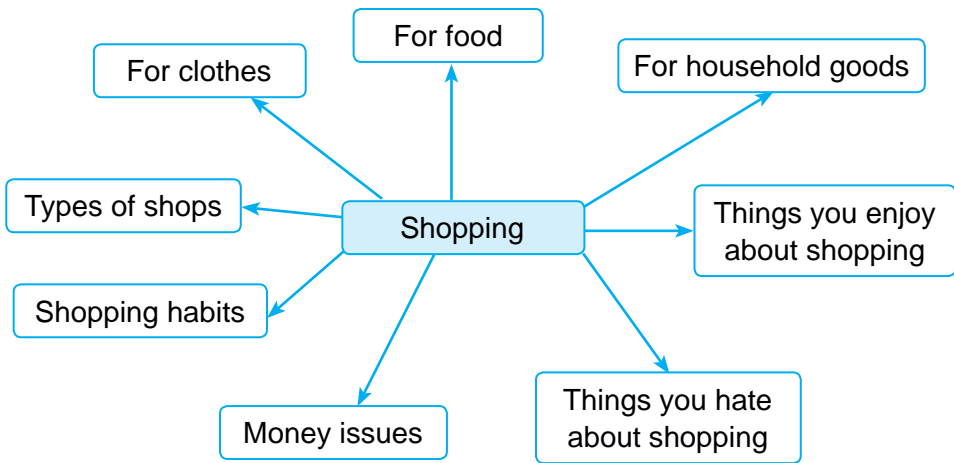 For food
For clothes
For household goods
Types of shops
Shopping
Things you enjoy
about shopping
Shopping habits
Money issues
Things you hate
about shopping